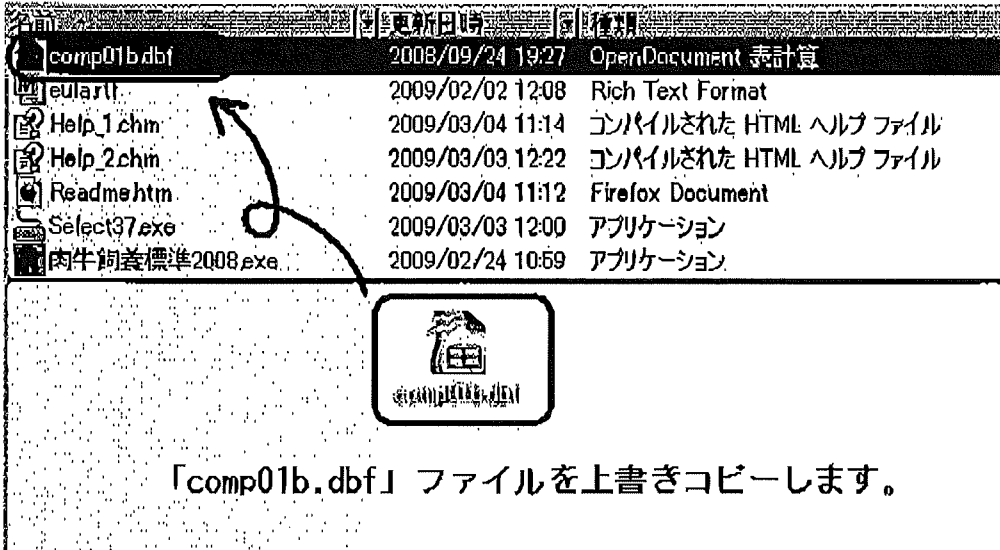 名前 更新日時 種類
comp01b.dbf 2008/09/24 19:27 OpenDocument 表計算
eula.rtf 2009/02/02 12:08 Rich Text Format
Help_1.chm 2009/03/04 11:14 コンパイルされた HTML ヘルプ ファイル
Help_2.chm 2009/03/03 12:22 コンパイルされた HTML ヘルプ ファイル
Readme.htm 2009/03/04 11:12 Firefox Document
Select37.exe 2009/03/03 12:00 アプリケーション
肉牛飼養標準2008.exe 2009/02/24 10:59 アプリケーション
comp01b.dbf
「comp01b.dbf」ファイルを上書きコピーします。